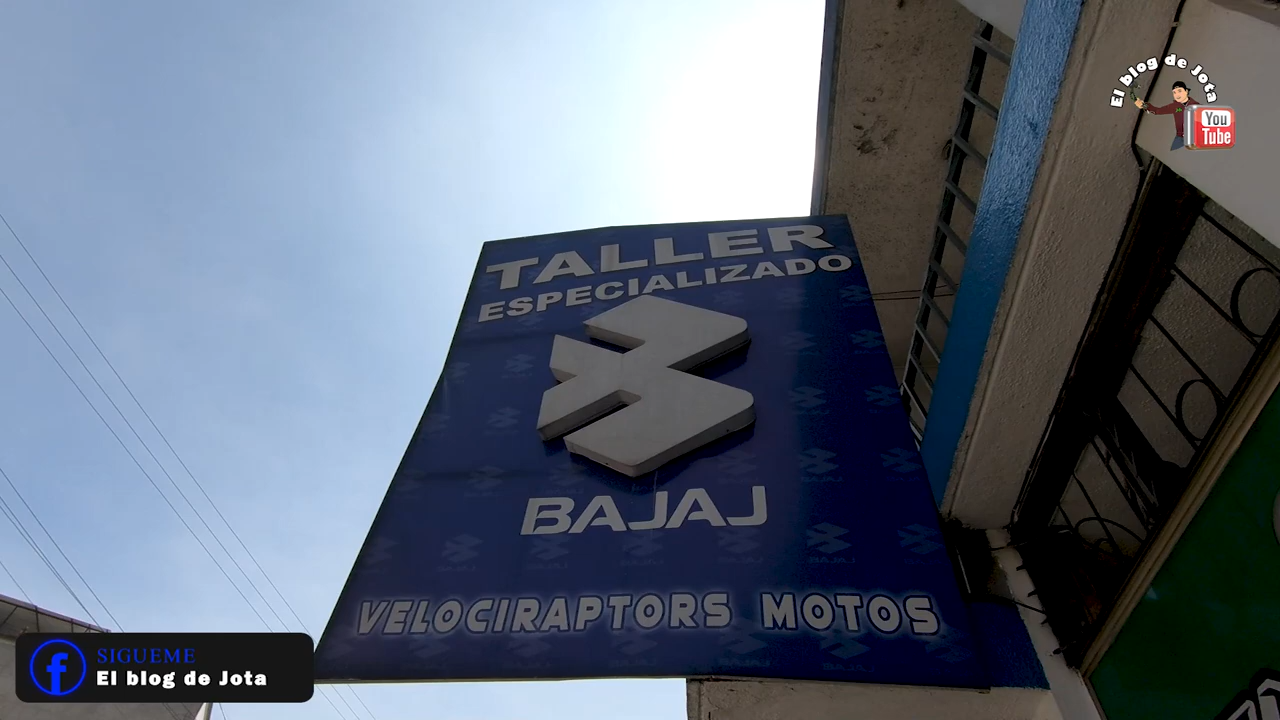 El blog de Jota
You
Tube
TALLER
ESPECIALIZADO
BAJAJ
VELOCIRAPTORS MOTOS
SIGUEME
El blog de Jota